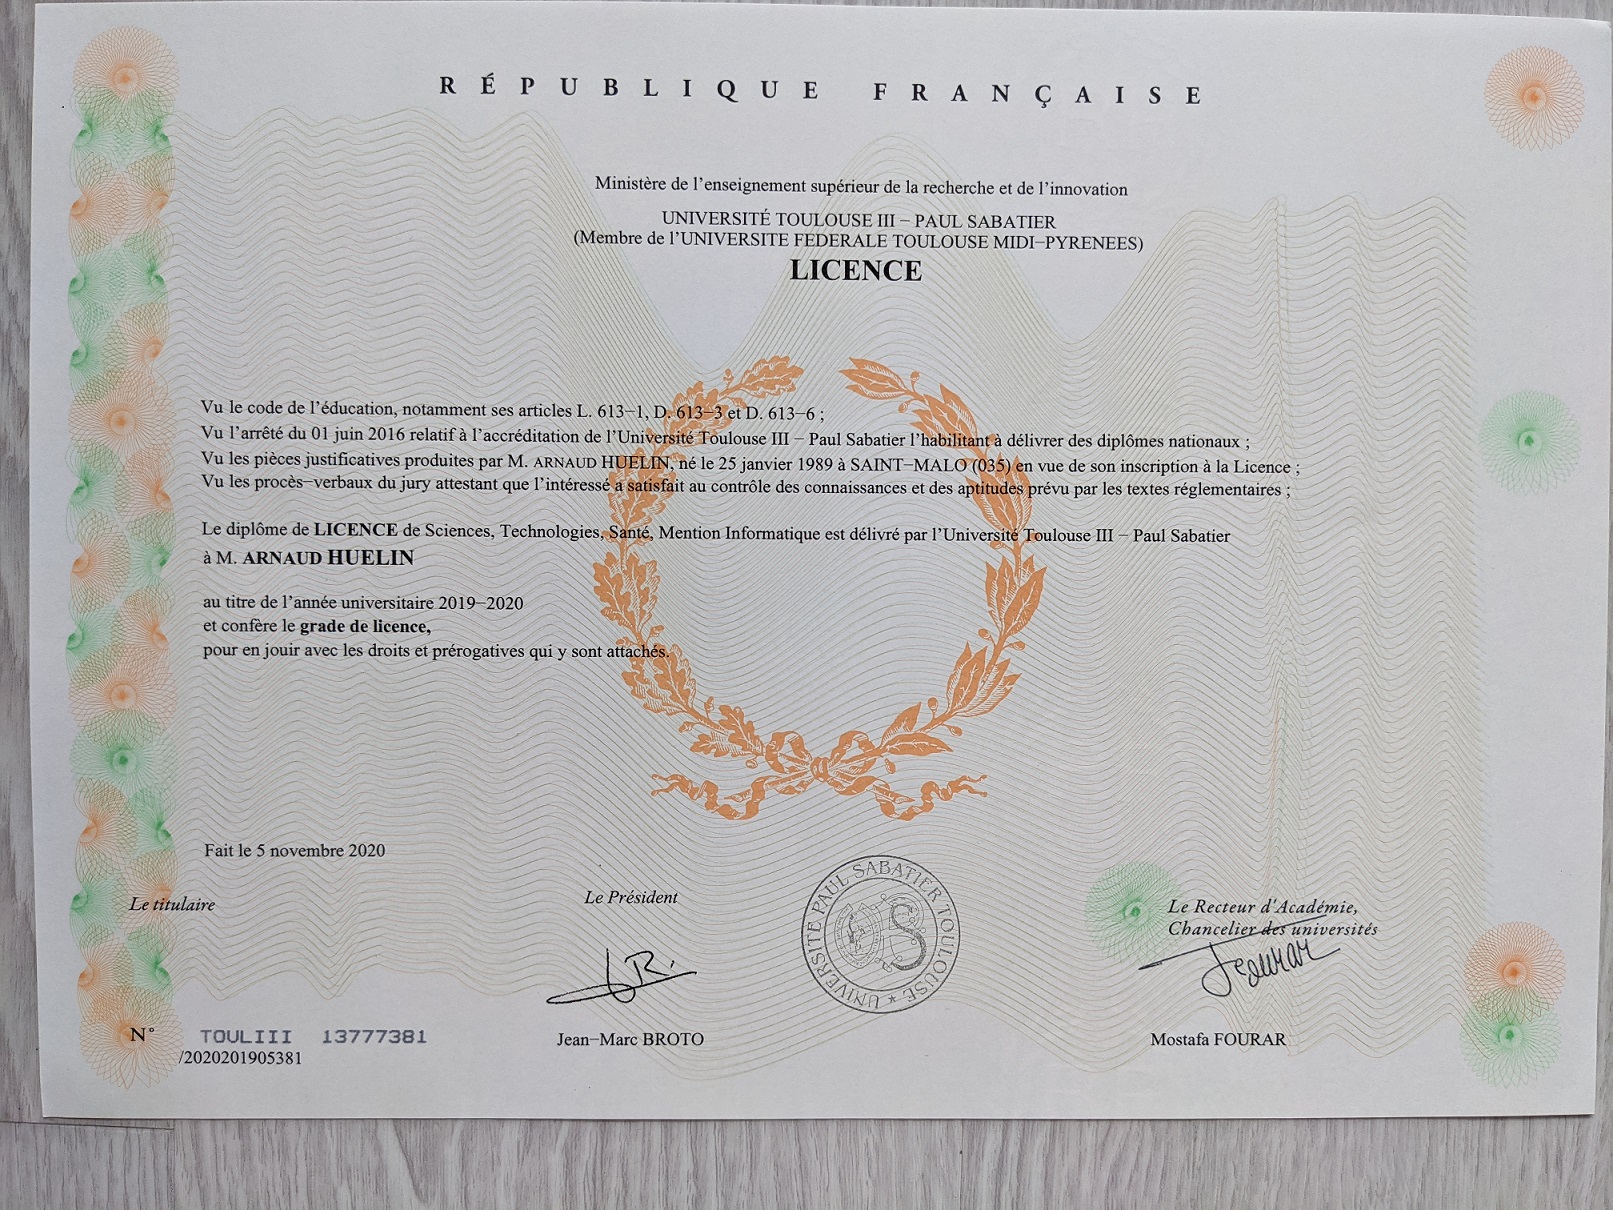 RÉPUBLIQUE FRANÇAISE
Ministère de l’enseignement supérieur de la recherche et de l’innovation
UNIVERSITÉ TOULOUSE III − PAUL SABATIER
(Membre de l’UNIVERSITE FEDERALE TOULOUSE MIDI−PYRENEES)
LICENCE
Vu le code de l’éducation, notamment ses articles L. 613−1, D. 613−3 et D. 613−6 ;
Vu l’arrêté du 01 juin 2016 relatif à l’accréditation de l’Université Toulouse III − Paul Sabatier l’habilitant à délivrer des diplômes nationaux ;
Vu les pièces justificatives produites par M. ARNAUD HUELIN, né le 25 janvier 1989 à SAINT−MALO (035) en vue de son inscription à la Licence ;
Vu les procès−verbaux du jury attestant que l’intéressé a satisfait au contrôle des connaissances et des aptitudes prévu par les textes réglementaires ;
Le diplôme de LICENCE de Sciences, Technologies, Santé, Mention Informatique est délivré par l’Université Toulouse III − Paul Sabatier
à M. ARNAUD HUELIN
au titre de l’année universitaire 2019−2020
et confère le grade de licence,
pour en jouir avec les droits et prérogatives qui y sont attachés.
Fait le 5 novembre 2020
Le titulaire
Le Président
UNIVERSITE PAUL SABATIER TOULOUSE
Le Recteur d'Académie,
Chancelier des universités
Fourar
N° TOULIII 13777381
/2020201905381
Jean−Marc BROTO
Mostafa FOURAR